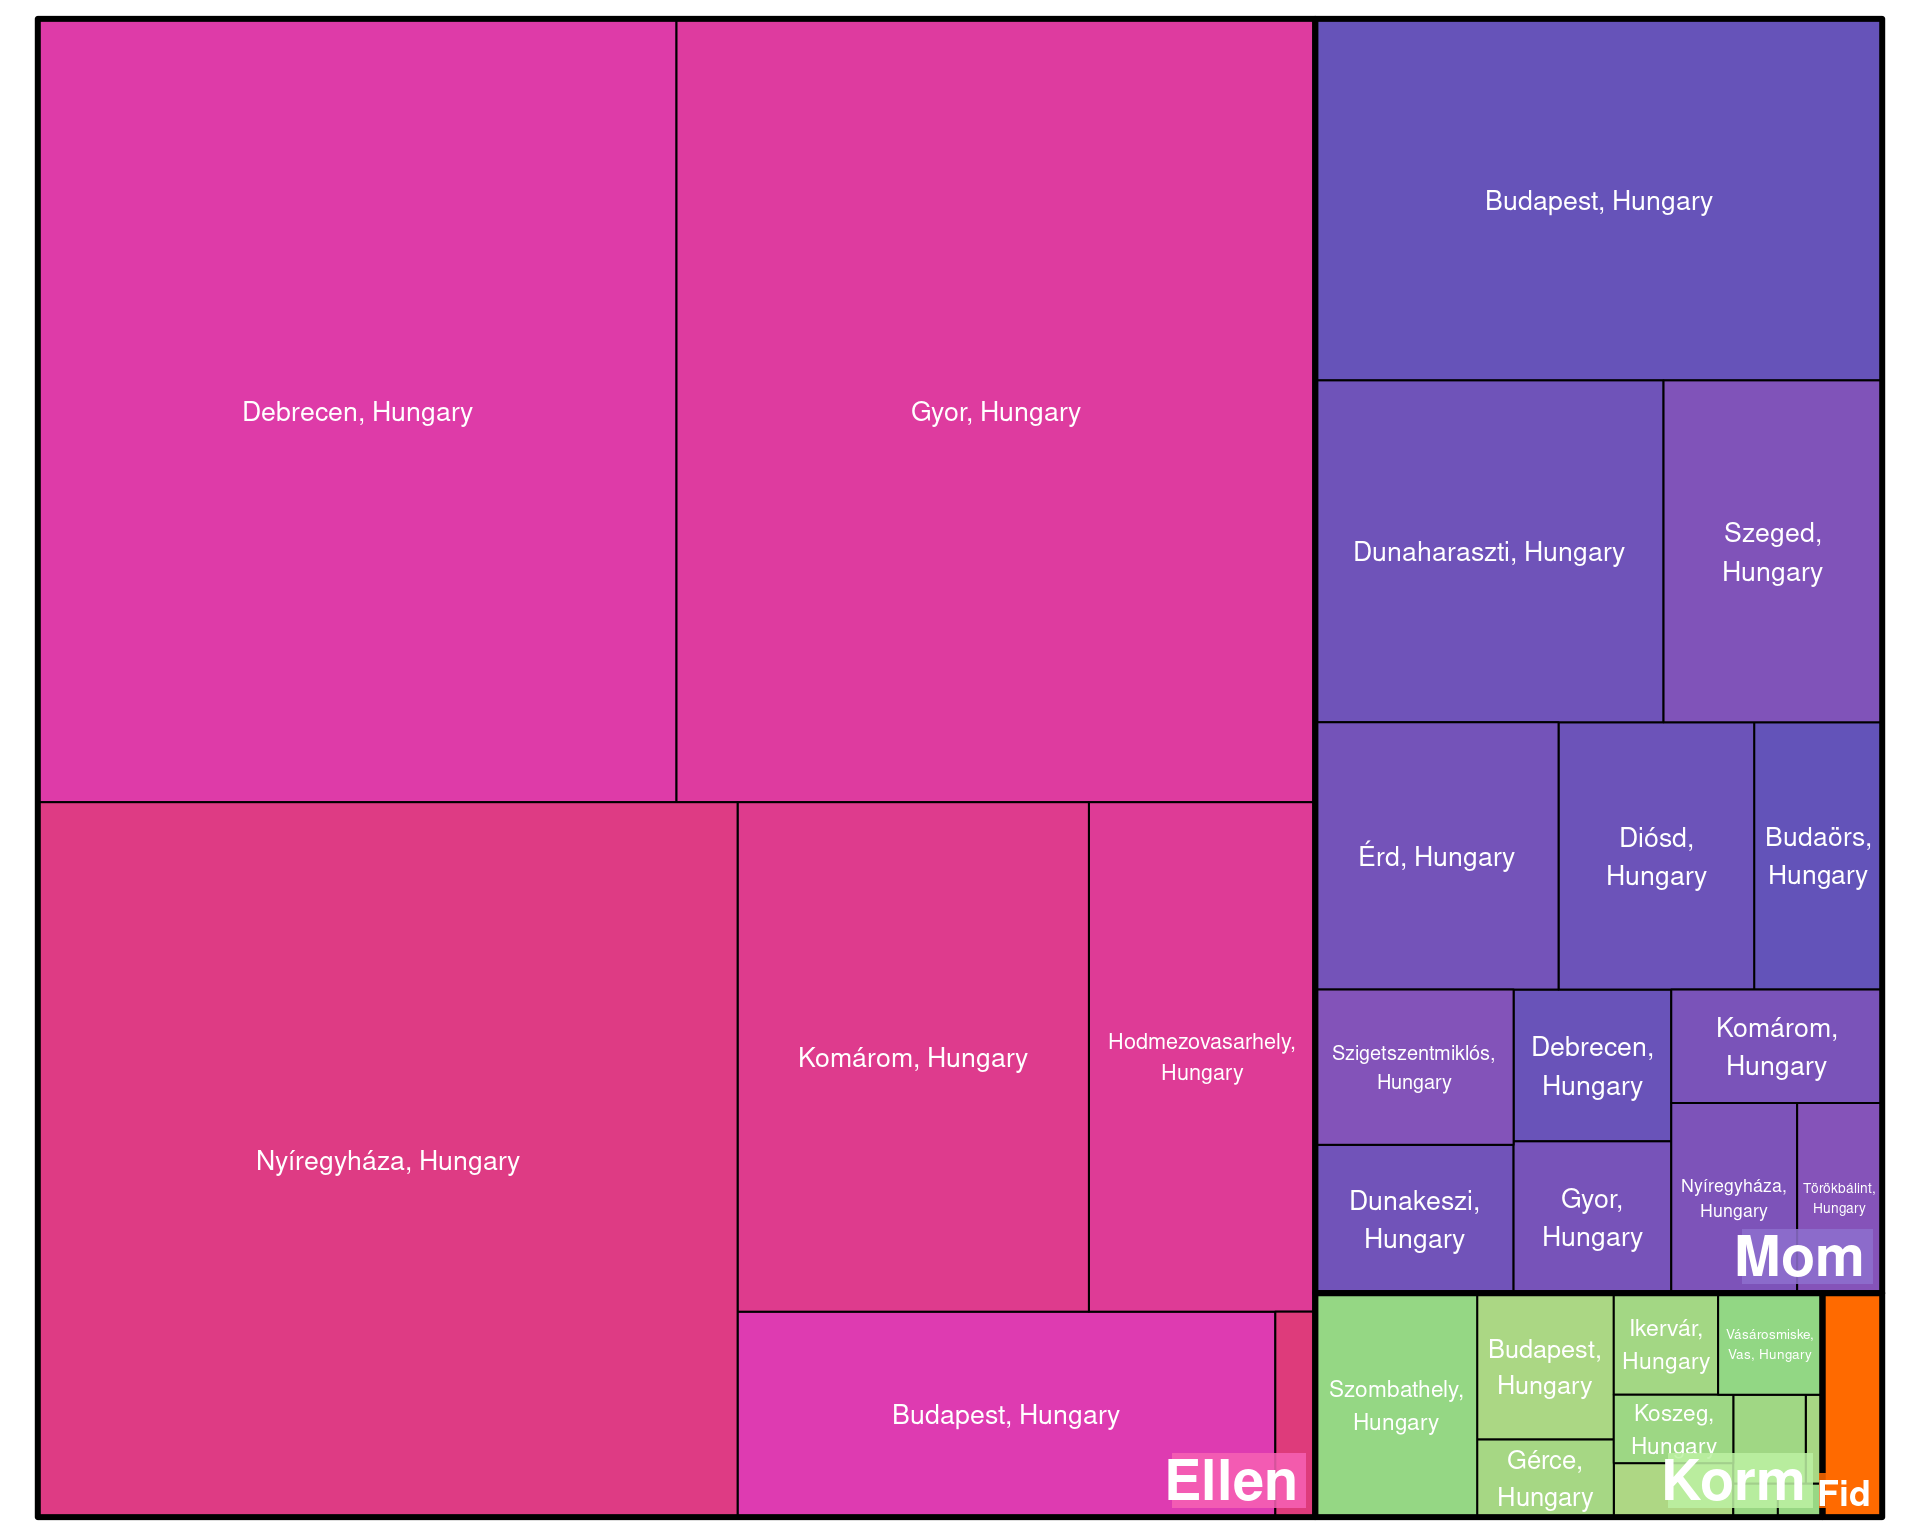 Debrecen, Hungary
Gyor, Hungary
Nyíregyháza, Hungary
Komárom, Hungary
Hodmezovasarhely,
Hungary
Budapest, Hungary
Ellen
Budapest, Hungary
Dunaharaszti, Hungary
Szeged,
Hungary
Érd, Hungary
Diósd,
Hungary
Budaörs,
Hungary
Szigetszentmiklós,
Hungary
Debrecen,
Hungary
Komárom,
Hungary
Dunakeszi,
Hungary
Gyor,
Hungary
Nyíregyháza,
Hungary
Törökbálint,
Hungary
Mom
Szombathely,
Hungary
Budapest,
Hungary
Gérce,
Hungary
Ikervár,
Hungary
Vásárosmiske,
Vas, Hungary
Koszeg,
Hungary
Korm
Fid